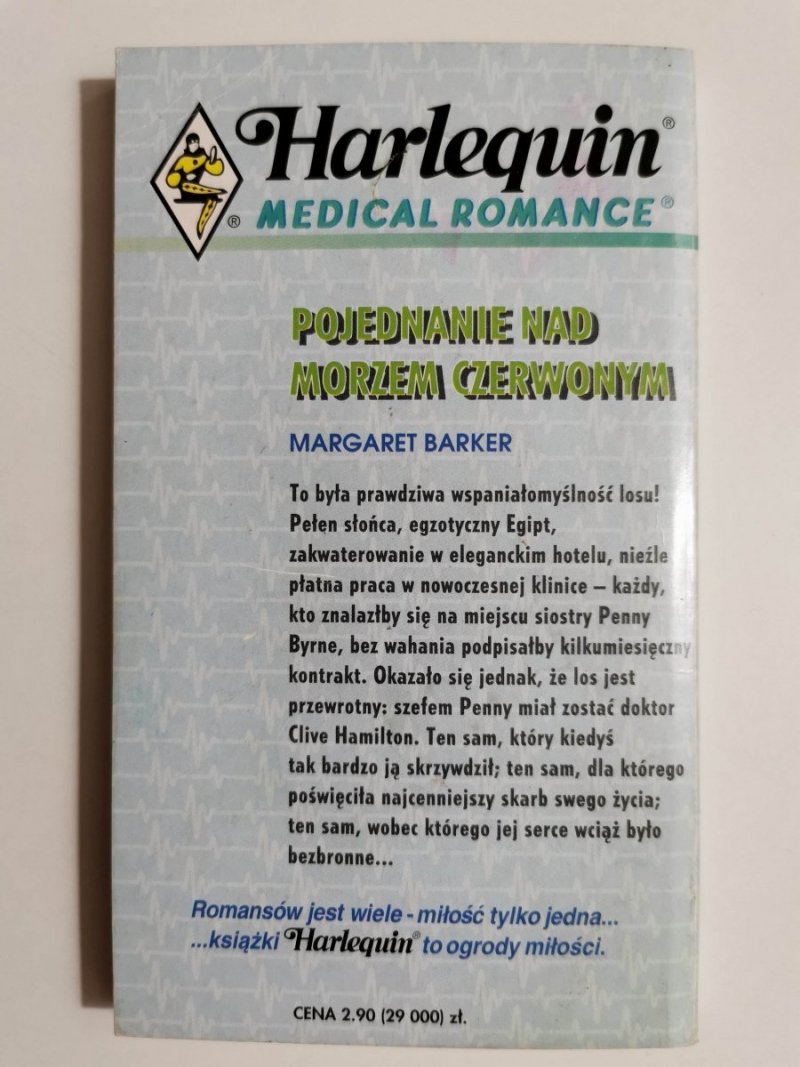 Harlequin®
® MEDICAL ROMANCE®
POJEDNANIE NAD
MORZEM CZERWONYM
MARGARET BARKER
To była prawdziwa wspaniałomyślność losu!
Pełen słońca, egzotyczny Egipt,
zakwaterowanie w eleganckim hotelu, nieźle
płatna praca w nowoczesnej klinice – każdy,
kto znalazłby się na miejscu siostry Penny
Byrne, bez wahania podpisałby kilkumiesięczny
kontrakt. Okazało się jednak, że los jest
przewrotny: szefem Penny miał zostać doktor
Clive Hamilton. Ten sam, który kiedyś
tak bardzo ją skrzywdził; ten sam, dla którego
poświęciła najcenniejszy skarb swego życia;
ten sam, wobec którego jej serce wciąż było
bezbronne...
Romansów jest wiele - miłość tylko jedna...
...książki Harlequin® to ogrody miłości.
CENA 2.90 (29 000) zł.